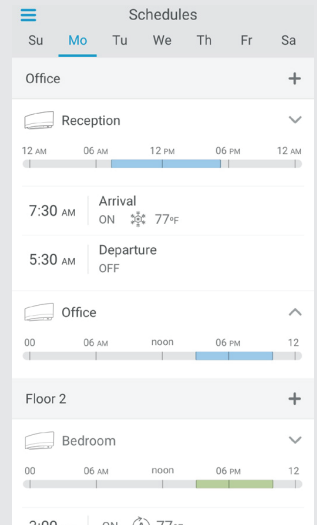 Schedules
Su Mo Tu We Th Fr Sa
Office +
Reception
12 AM 06 AM 12 PM 06 PM 12 AM
7:30 AM Arrival
ON 77°F
5:30 AM Departure
OFF
Office
00 06 AM noon 06 PM 12
Floor 2 +
Bedroom
00 06 AM noon 06 PM 12
ON 77°F